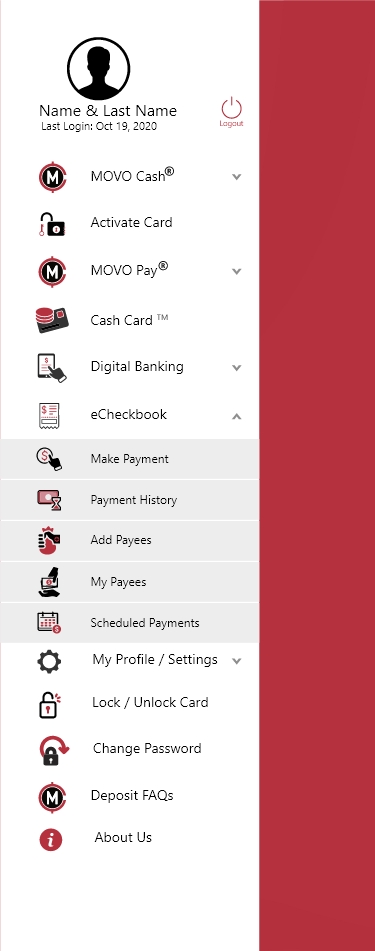 Name & Last Name
Last Login: Oct 19, 2020
Logout
M MOVO Cash®
Activate Card
M MOVO Pay®
Cash Card ™
$ Digital Banking
$ eCheckbook
$ Make Payment
Payment History
Add Payees
$ My Payees
$ Scheduled Payments
My Profile / Settings
Lock / Unlock Card
Change Password
M Deposit FAQs
i About Us